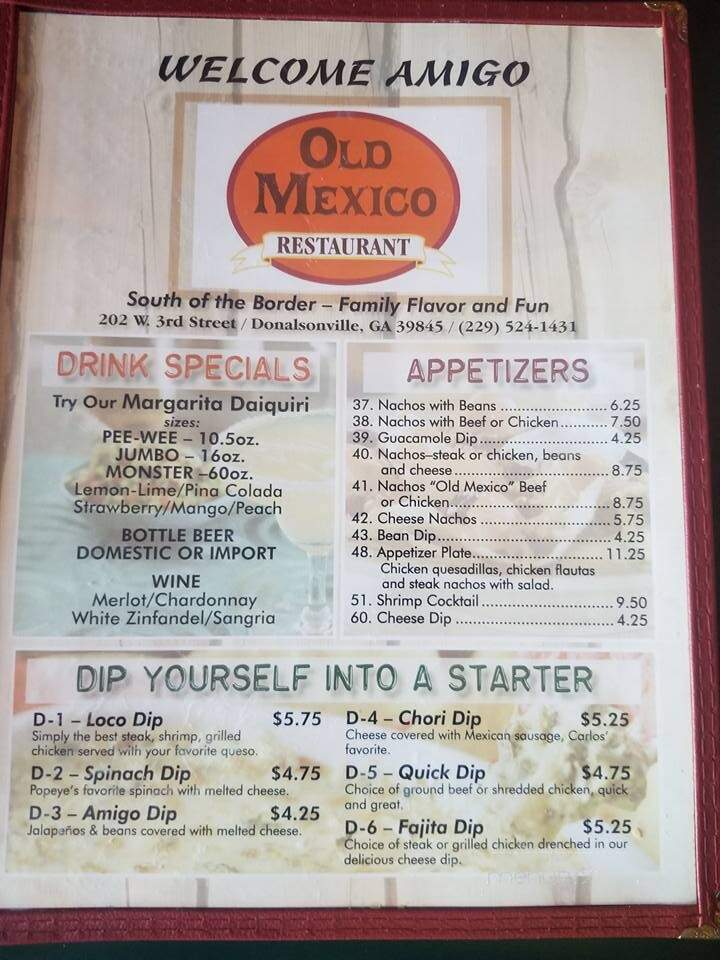 WELCOME AMIGO
OLD
MEXICO
RESTAURANT
South of the Border – Family Flavor and Fun
202 W. 3rd Street / Donalsonville, GA 39845 / (229) 524-1431
DRINK SPECIALS
Try Our Margarita Daiquiri
sizes:
PEE-WEE – 10.5oz.
JUMBO – 16oz.
MONSTER –60oz.
Lemon-Lime/Pina Colada
Strawberry/Mango/Peach
BOTTLE BEER
DOMESTIC OR IMPORT
WINE
Merlot/Chardonnay
White Zinfandel/Sangria
APPETIZERS
37. Nachos with Beans ........................ 6.25
38. Nachos with Beef or Chicken........... 7.50
39. Guacamole Dip............................. 4.25
40. Nachos–steak or chicken, beans
and cheese................................... 8.75
41. Nachos "Old Mexico" Beef
or Chicken.................................... 8.75
42. Cheese Nachos ............................. 5.75
43. Bean Dip...................................... 4.25
48. Appetizer Plate............................. 11.25
Chicken quesadillas, chicken flautas
and steak nachos with salad.
51. Shrimp Cocktail............................. 9.50
60. Cheese Dip .................................. 4.25
DIP YOURSELF INTO A STARTER
D-1 – Loco Dip $5.75
Simply the best steak, shrimp, grilled
chicken served with your favorite queso.
D-2 – Spinach Dip $4.75
Popeye's favorite spinach with melted cheese.
D-3 – Amigo Dip $4.25
Jalapeños & beans covered with melted cheese.
D-4 – Chori Dip $5.25
Cheese covered with Mexican sausage, Carlos'
favorite.
D-5 – Quick Dip $4.75
Choice of ground beef or shredded chicken, quick
and great.
D-6 – Fajita Dip $5.25
Choice of steak or grilled chicken drenched in our
delicious cheese dip.